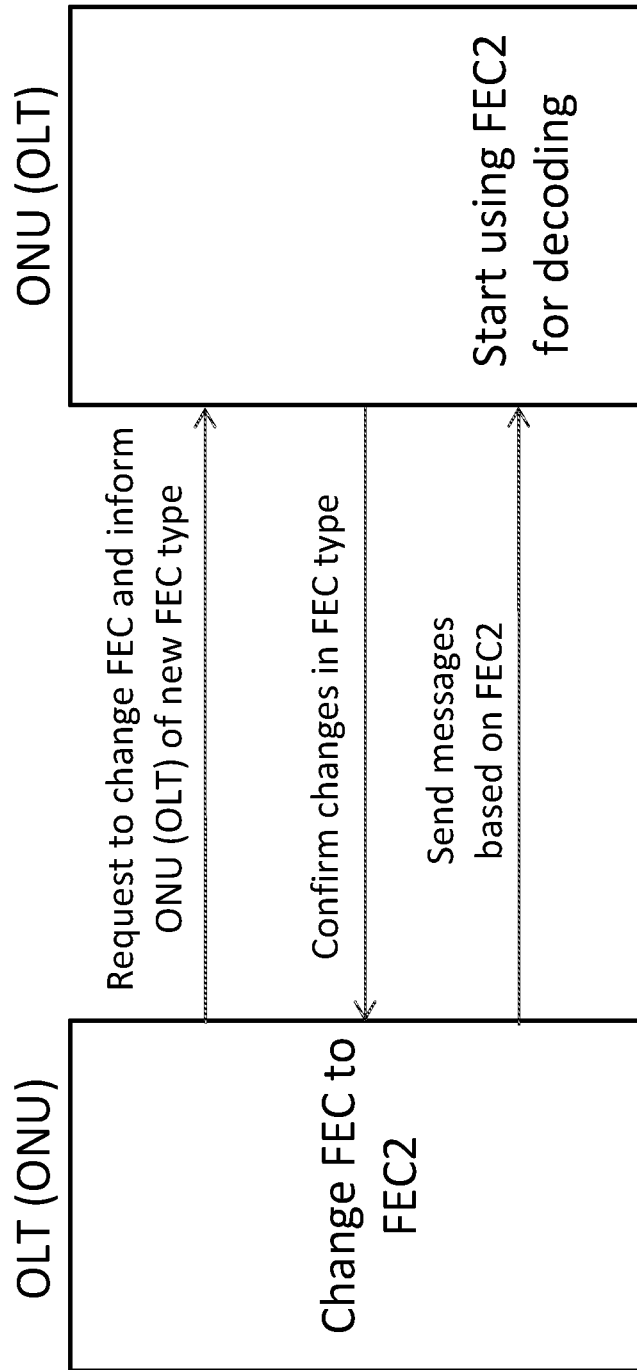 OLT (ONU)
ONU (OLT)
Request to change FEC and inform
ONU (OLT) of new FEC type
Change FEC to
FEC2
Confirm changes in FEC type
Send messages
based on FEC2
Start using FEC2
for decoding